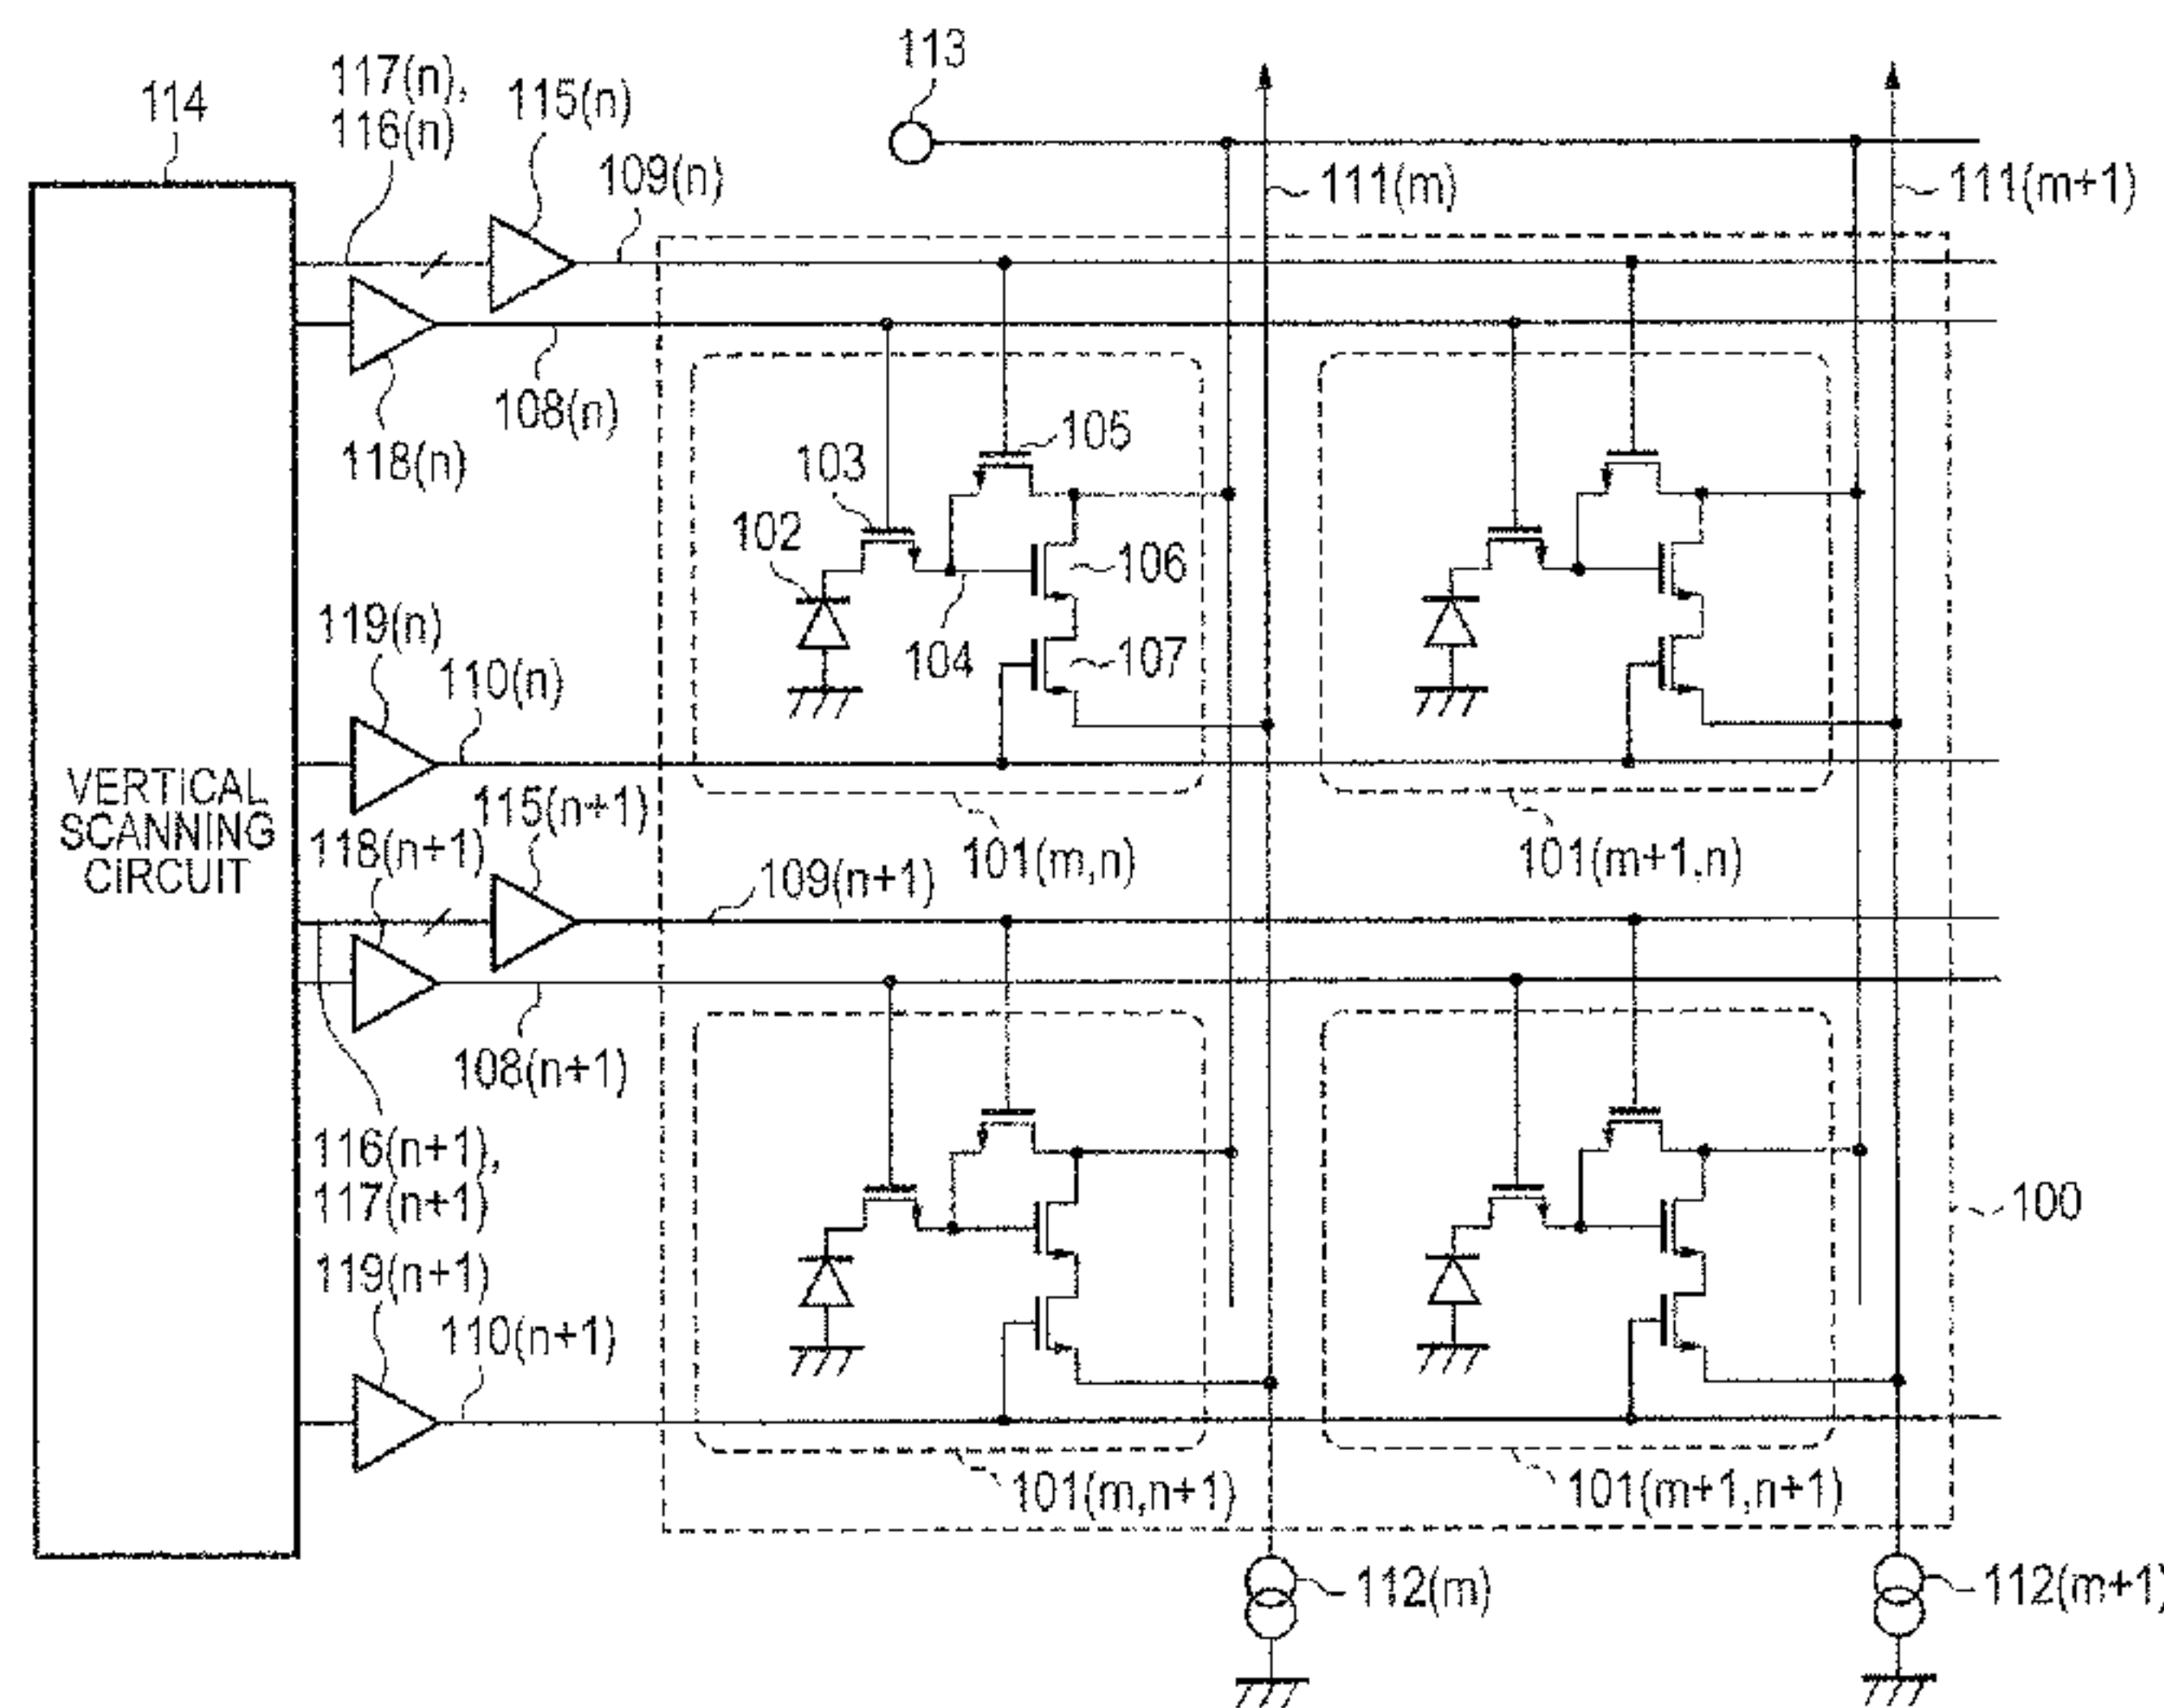 113
117(n),
116(n)
115(n)
114
109(n)
111(m)
111(m+1)
108(n)
118(n)
105
103
102
106
104
107
119(n)
110(n)
VERTICAL
SCANNING
CIRCUIT
115(n+1)
118(n+1)
101(m,n)
101(m+1,n)
109(n+1)
108(n+1)
116(n+1),
117(n+1)
100
119(n+1)
110(n+1)
101(m,n+1)
101(m+1,n+1)
112(m)
112(m+1)